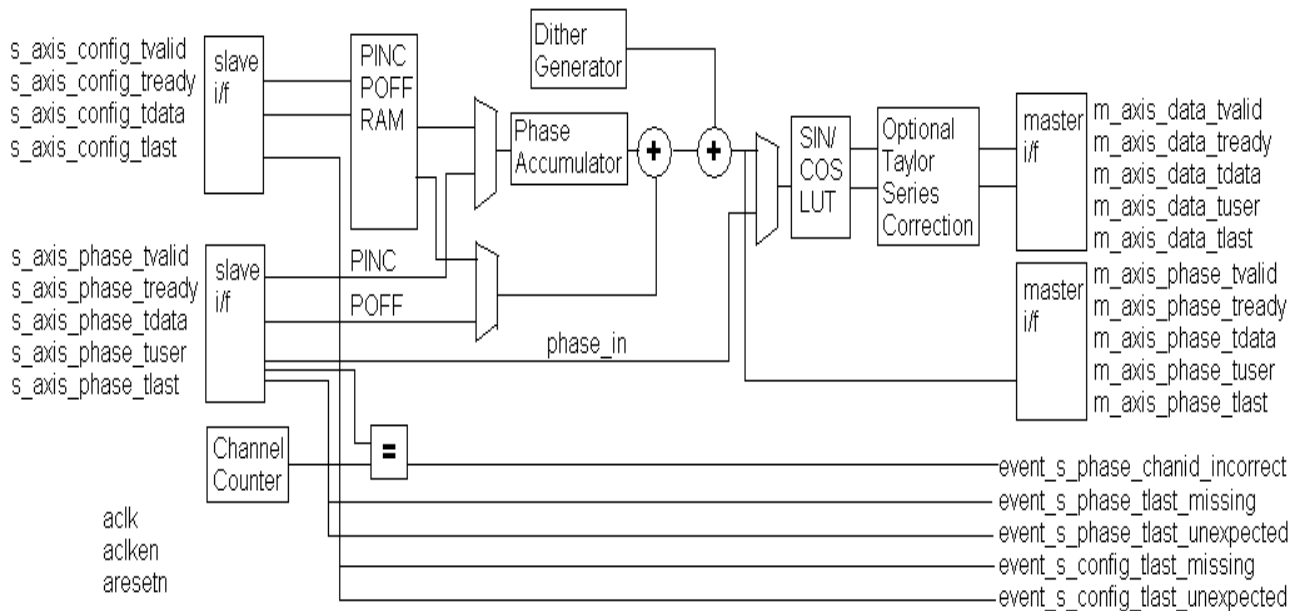 s_axis_config_tvalid
s_axis_config_tready
s_axis_config_tdata
s_axis_config_tlast
slave
i/f
PINC
POFF
RAM
Dither
Generator
Phase
Accumulator
+
+
SIN/
COS
LUT
Optional
Taylor
Series
Correction
master
i/f
m_axis_data_tvalid
m_axis_data_tready
m_axis_data_tdata
m_axis_data_tuser
m_axis_data_tlast
s_axis_phase_tvalid
s_axis_phase_tready
s_axis_phase_tdata
s_axis_phase_tuser
s_axis_phase_tlast
slave
i/f
PINC
POFF
phase_in
master
i/f
m_axis_phase_tvalid
m_axis_phase_tready
m_axis_phase_tdata
m_axis_phase_tuser
m_axis_phase_tlast
Channel
Counter
=
event_s_phase_chanid_incorrect
event_s_phase_tlast_missing
event_s_phase_tlast_unexpected
event_s_config_tlast_missing
event_s_config_tlast_unexpected
aclk
aclken
aresetn